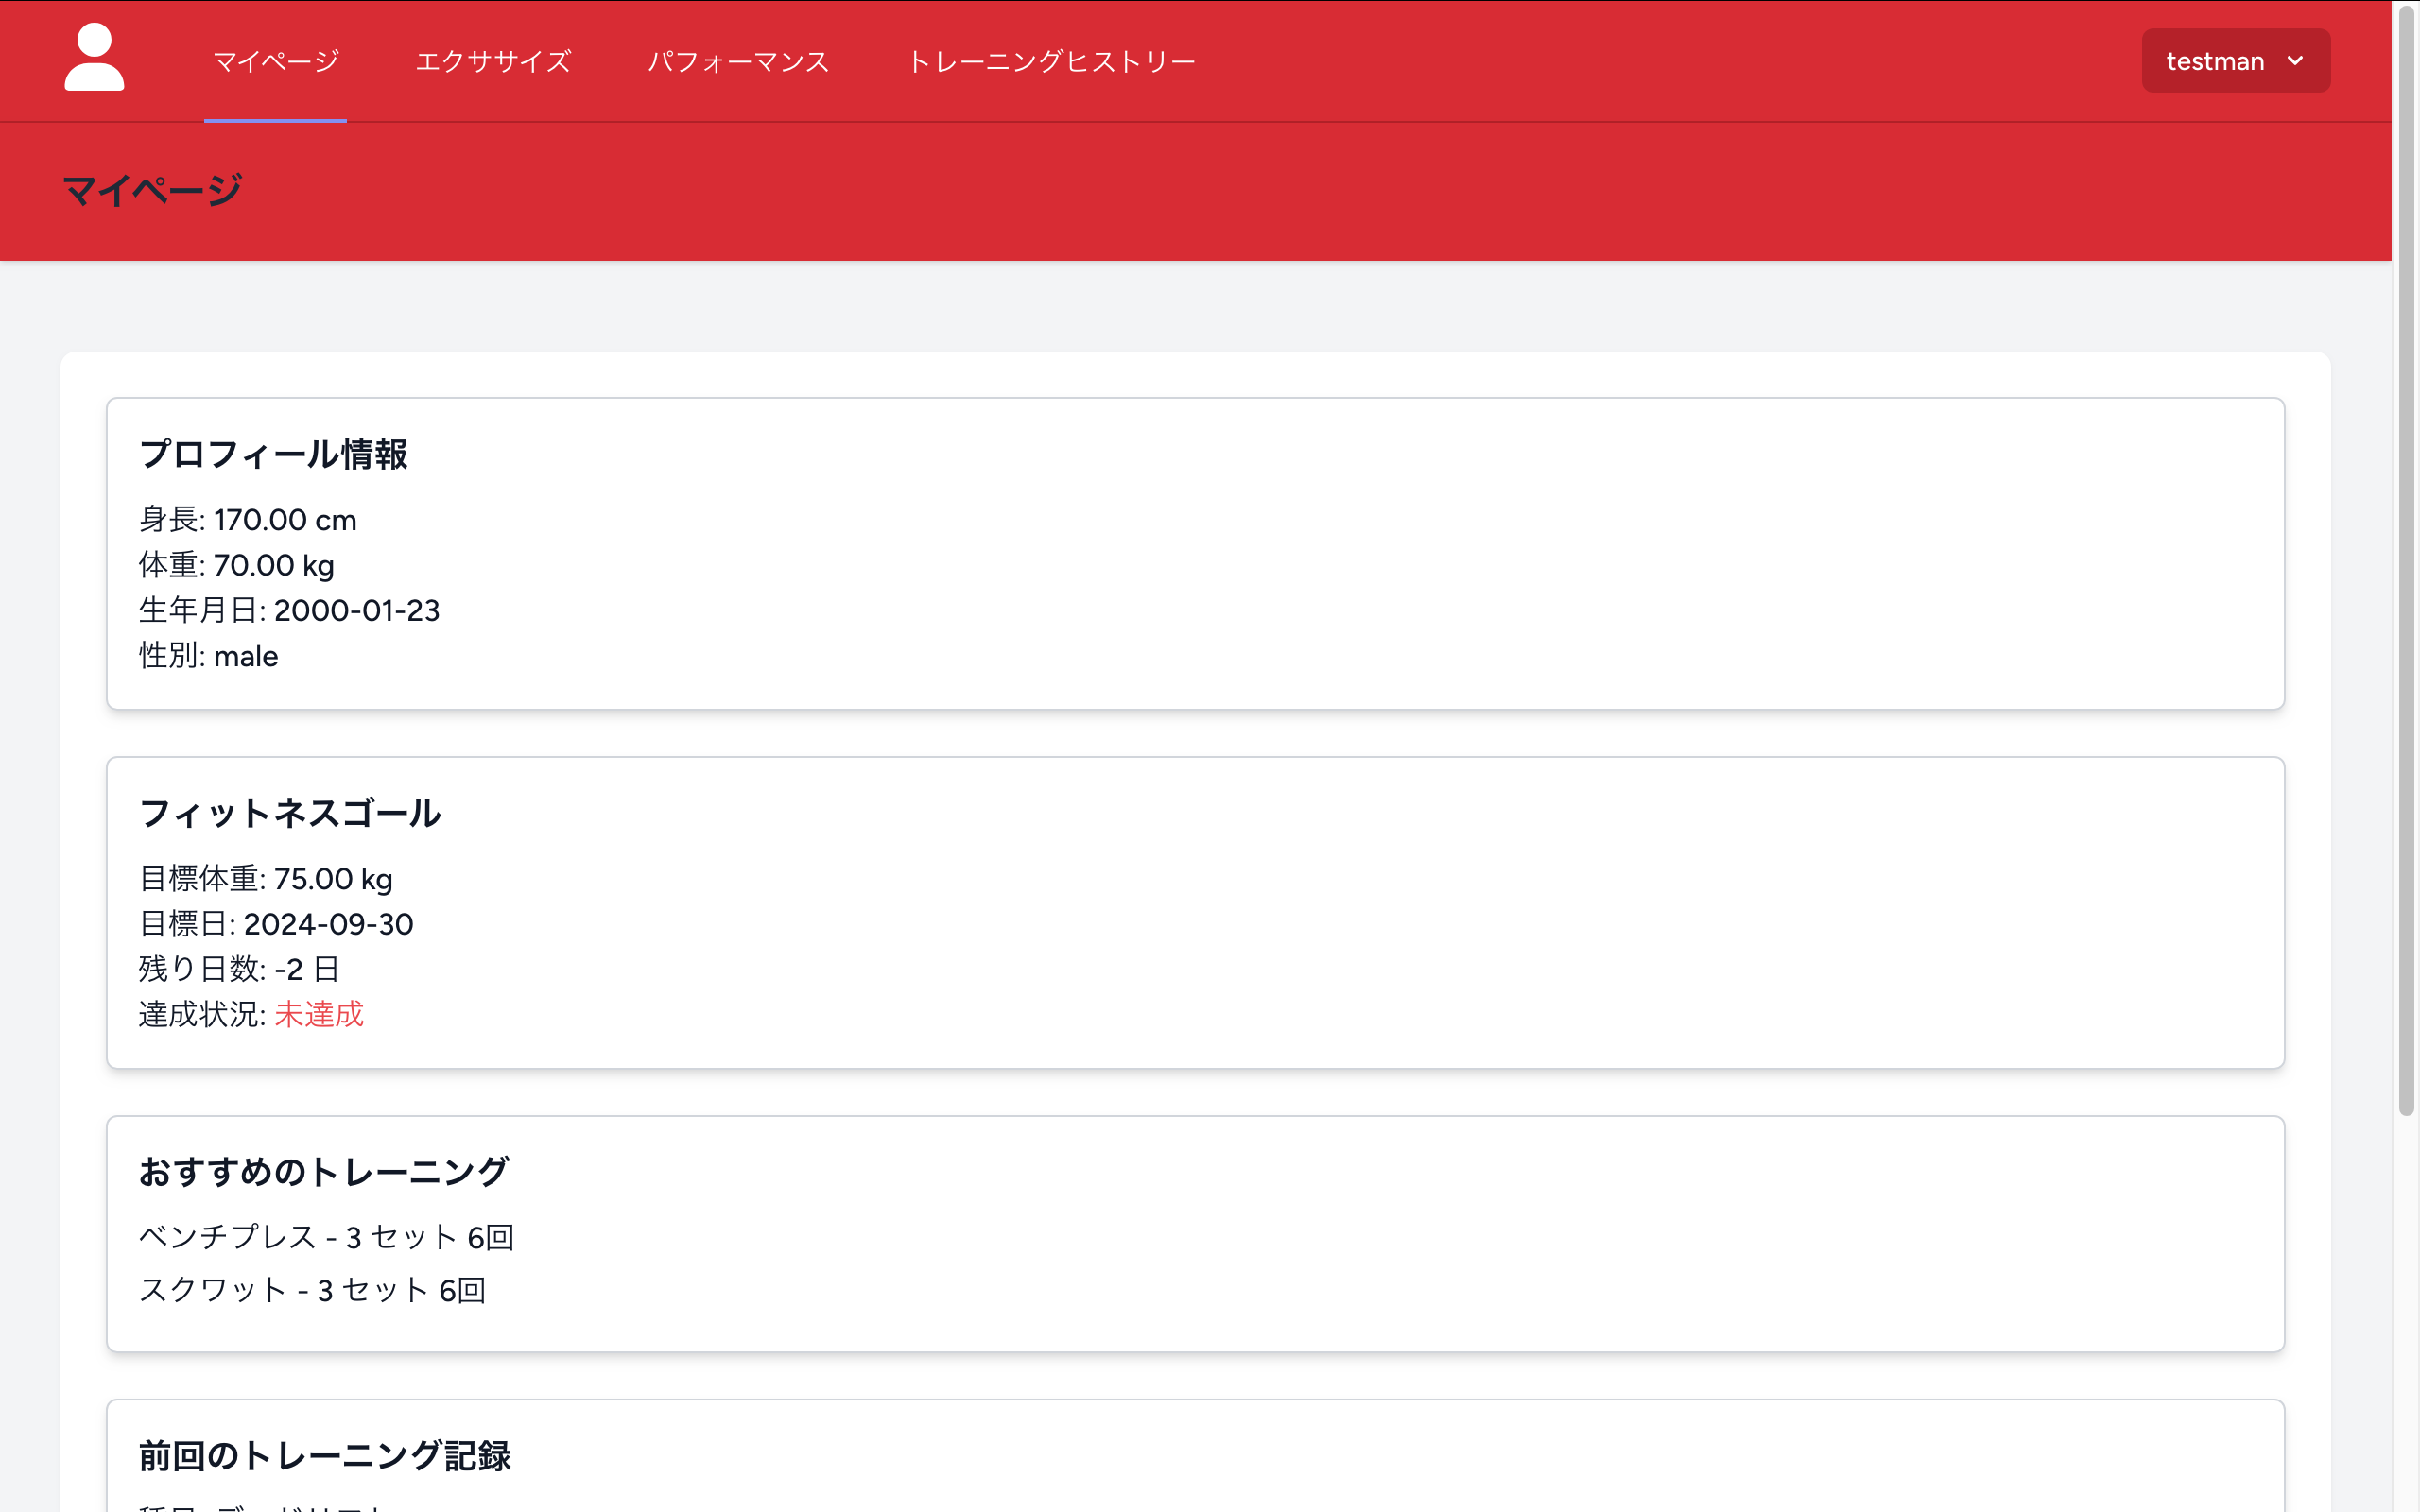 マイページ エクササイズ パフォーマンス トレーニングヒストリー testman
マイページ
プロフィール情報
身長: 170.00 cm
体重: 70.00 kg
生年月日: 2000-01-23
性別: male
フィットネスゴール
目標体重: 75.00 kg
目標日: 2024-09-30
残り日数: -2 日
達成状況: 未達成
おすすめのトレーニング
ベンチプレス - 3 セット 6回
スクワット - 3 セット 6回
前回のトレーニング記録